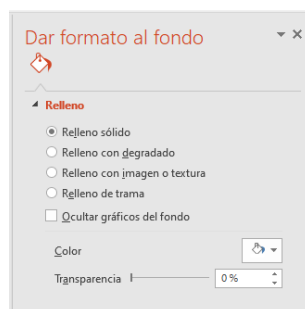 Dar formato al fondo
Relleno
Relleno sólido
Relleno con degradado
Relleno con imagen o textura
Relleno de trama
Ocultar gráficos del fondo
Color
Transparencia 0 %